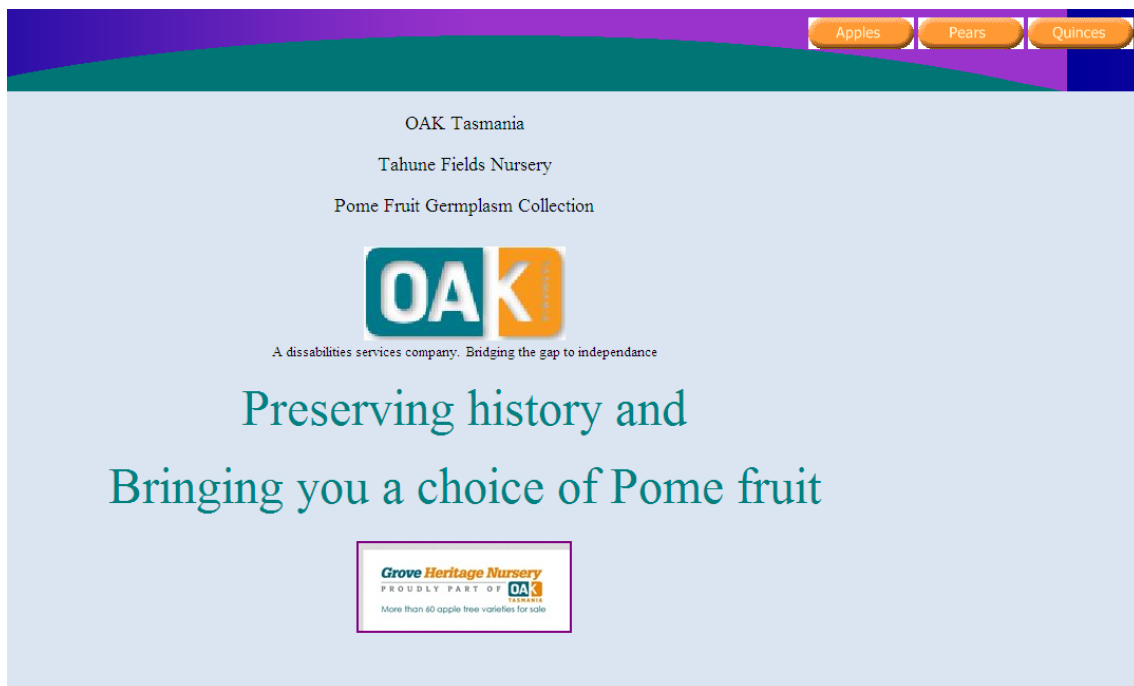 Apples Pears Quinces
OAK Tasmania
Tahune Fields Nursery
Pome Fruit Germplasm Collection
OAK TASMANIA
A dissabilities services company. Bridging the gap to independance
Preserving history and
Bringing you a choice of Pome fruit
Grove Heritage Nursery
PROUDLY PART OF OAK
TASMANIA
More than 60 apple tree varieties for sale